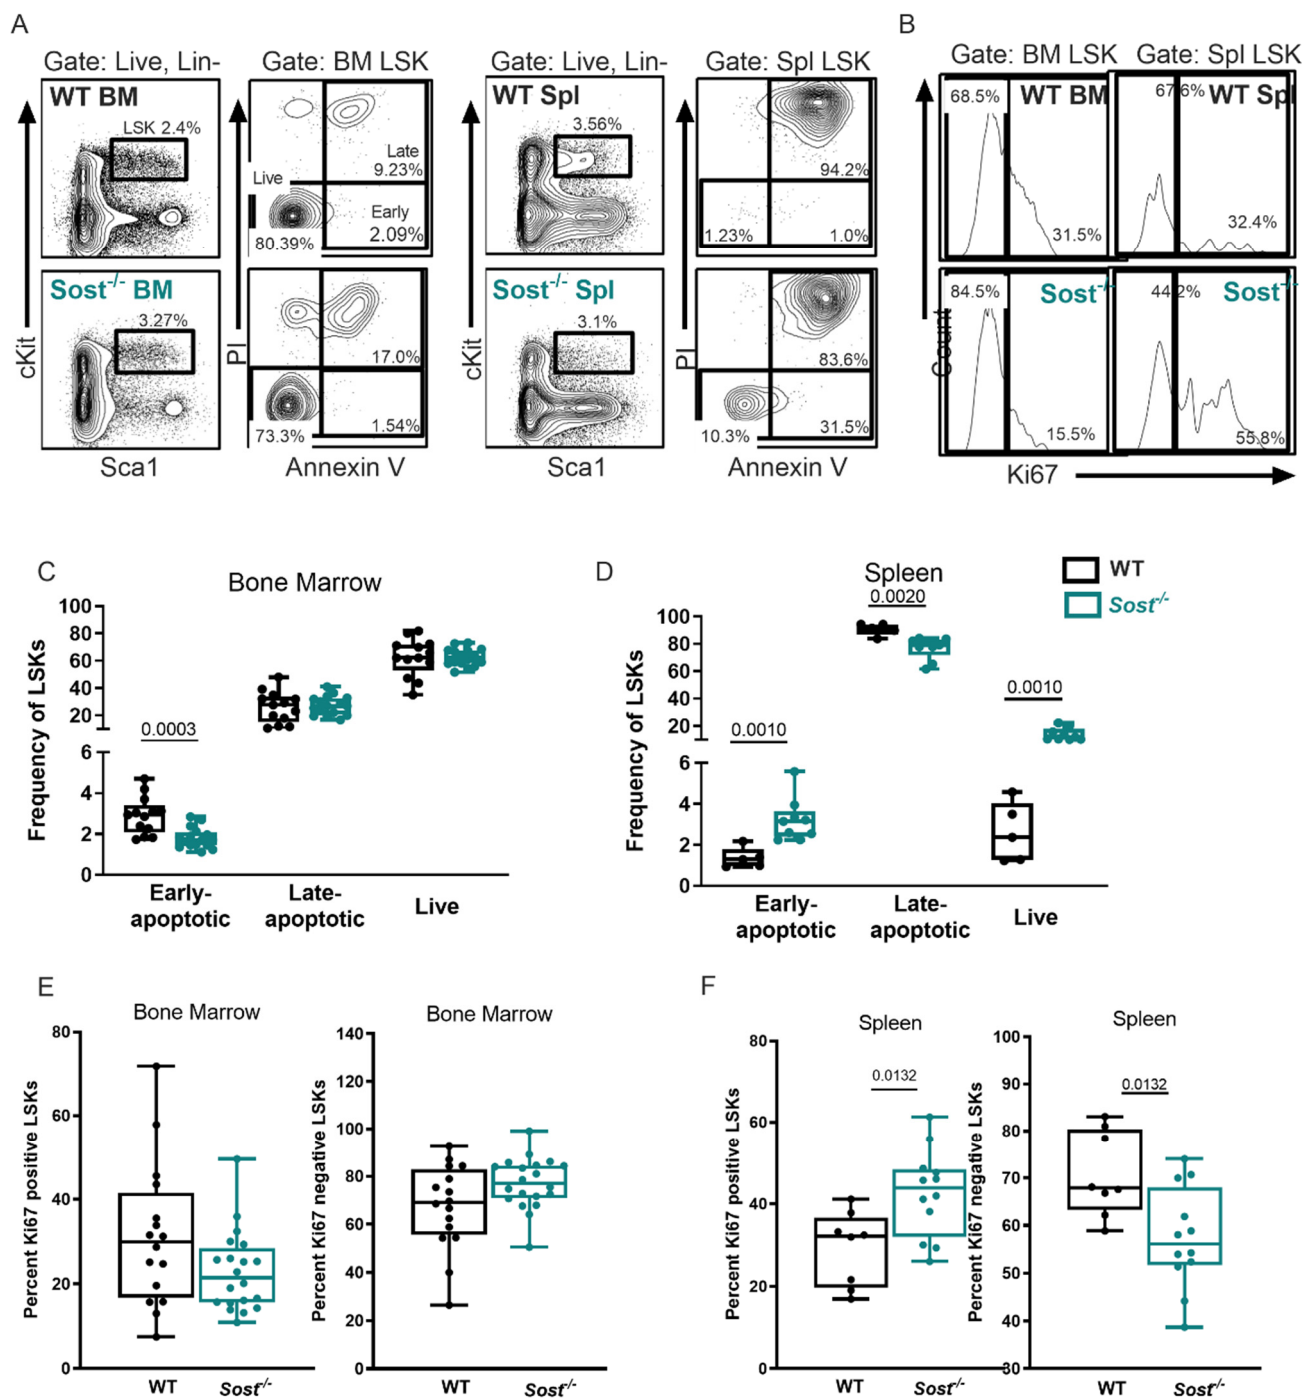 A
B
Gate: Live, Lin-
Gate: BM LSK
Gate: Live, Lin-
Gate: Spl LSK
Gate: BM LSK
Gate: Spl LSK
WT BM
LSK 2.4%
Late
9.23%
Live
Early
2.09%
80.39%
WT Spl
3.56%
94.2%
1.23%
1.0%
68.5%
WT BM
31.5%
67.6%
WT Spl
32.4%
Sost-/- BM
3.27%
17.0%
1.54%
73.3%
Sost-/- Spl
3.1%
83.6%
10.3%
31.5%
84.5%
Sost-/-
15.5%
44.2%
Sost-/-
55.8%
cKit
PI
cKit
PI
Count
Sca1
Annexin V
Sca1
Annexin V
Ki67
C
Bone Marrow
Frequency of LSKs
100
80
60
40
20
6
4
2
0
0.0003
Early-
apoptotic
Late-
apoptotic
Live
D
Spleen
WT
Sost-/-
Frequency of LSKs
100
80
60
40
20
6
4
2
0
0.0010
0.0020
0.0010
Early-
apoptotic
Late-
apoptotic
Live
E
Bone Marrow
Percent Ki67 positive LSKs
80
60
40
20
0
WT
Sost-/-
Bone Marrow
Percent Ki67 negative LSKs
140
120
100
80
60
40
20
0
WT
Sost-/-
F
Spleen
Percent Ki67 positive LSKs
80
60
40
20
0
0.0132
WT
Sost-/-
Spleen
Percent Ki67 negative LSKs
100
90
80
70
60
50
40
30
0.0132
WT
Sost-/-